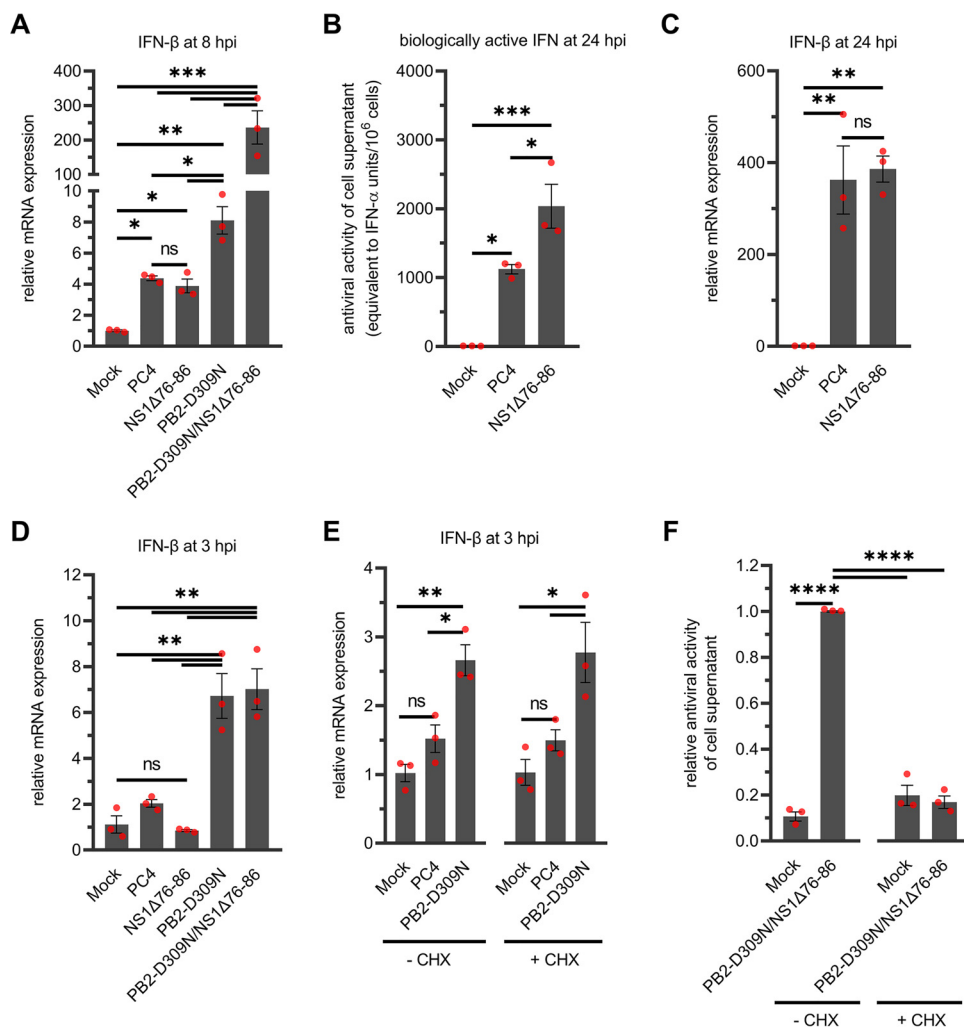 A
IFN-β at 8 hpi
relative mRNA expression
400
300
200
100
10
8
6
4
2
0
***
**
*
*
*
ns
Mock
PC4
NS1Δ76-86
PB2-D309N
PB2-D309N/NS1Δ76-86
B
biologically active IFN at 24 hpi
antiviral activity of cell supernatant
(equivalent to IFN-α units/10⁶ cells)
4000
3000
2000
1000
0
***
*
*
Mock
PC4
NS1Δ76-86
C
IFN-β at 24 hpi
relative mRNA expression
600
400
200
0
**
**
ns
Mock
PC4
NS1Δ76-86
D
IFN-β at 3 hpi
relative mRNA expression
12
10
8
6
4
2
0
**
**
ns
Mock
PC4
NS1Δ76-86
PB2-D309N
PB2-D309N/NS1Δ76-86
E
IFN-β at 3 hpi
relative mRNA expression
4
3
2
1
0
**
*
ns
*
ns
Mock
PC4
PB2-D309N
Mock
PC4
PB2-D309N
- CHX
+ CHX
F
relative antiviral activity
of cell supernatant
1.2
1.0
0.8
0.6
0.4
0.2
0.0
****
****
Mock
PB2-D309N/NS1Δ76-86
Mock
PB2-D309N/NS1Δ76-86
- CHX
+ CHX